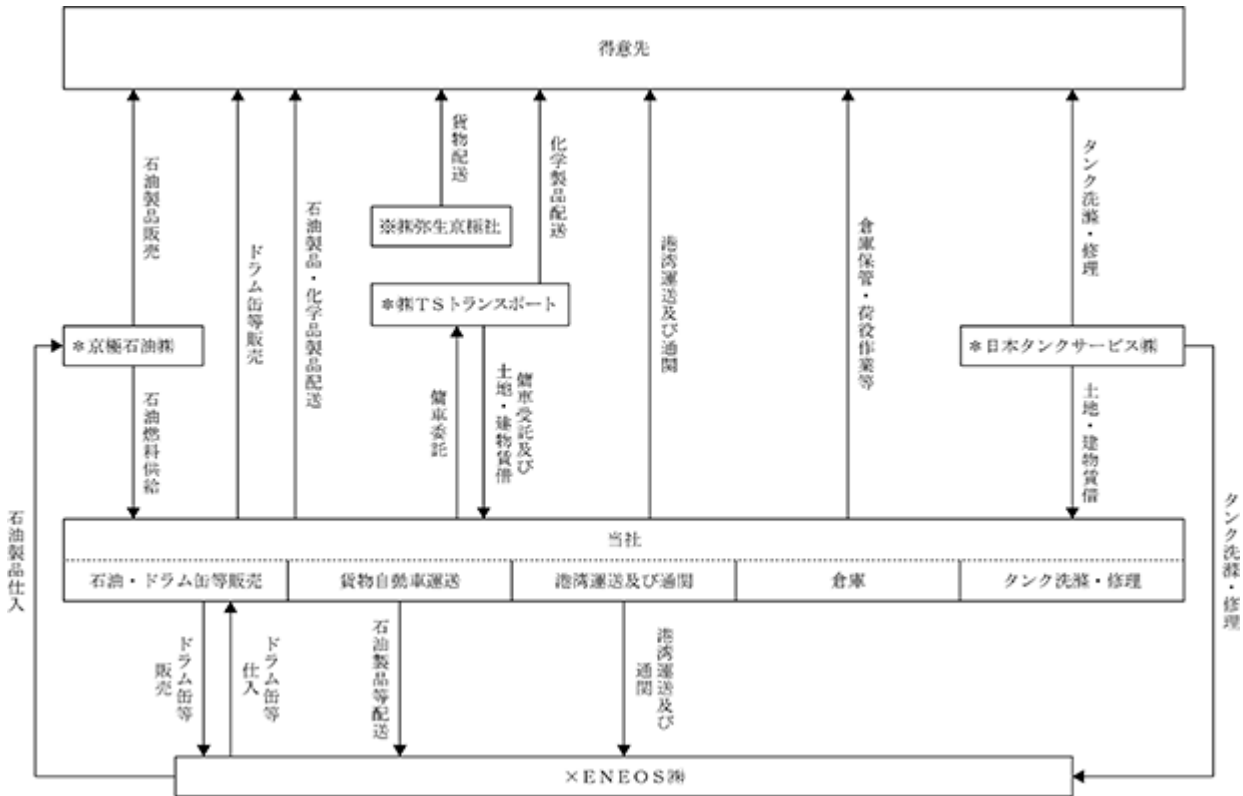 得意先
石油製品販売
ドラム缶等販売
石油製品・化学品製品配送
貨物配送
化学製品配送
港湾運送及び通関
倉庫保管・荷役作業等
タンク洗滌・修理
※㈱弥生京極社
*㈱TSトランスポート
*京極石油㈱
*日本タンクサービス㈱
石油燃料供給
傭車委託
傭車受託及び
土地・建物賃借
土地・建物賃借
タンク洗滌・修理
石油製品仕入
当社
石油・ドラム缶等販売
貨物自動車運送
港湾運送及び通関
倉庫
タンク洗滌・修理
ドラム缶等
販売
ドラム缶等
仕入
石油製品等配送
港湾運送及び
通関
×ENEOS㈱